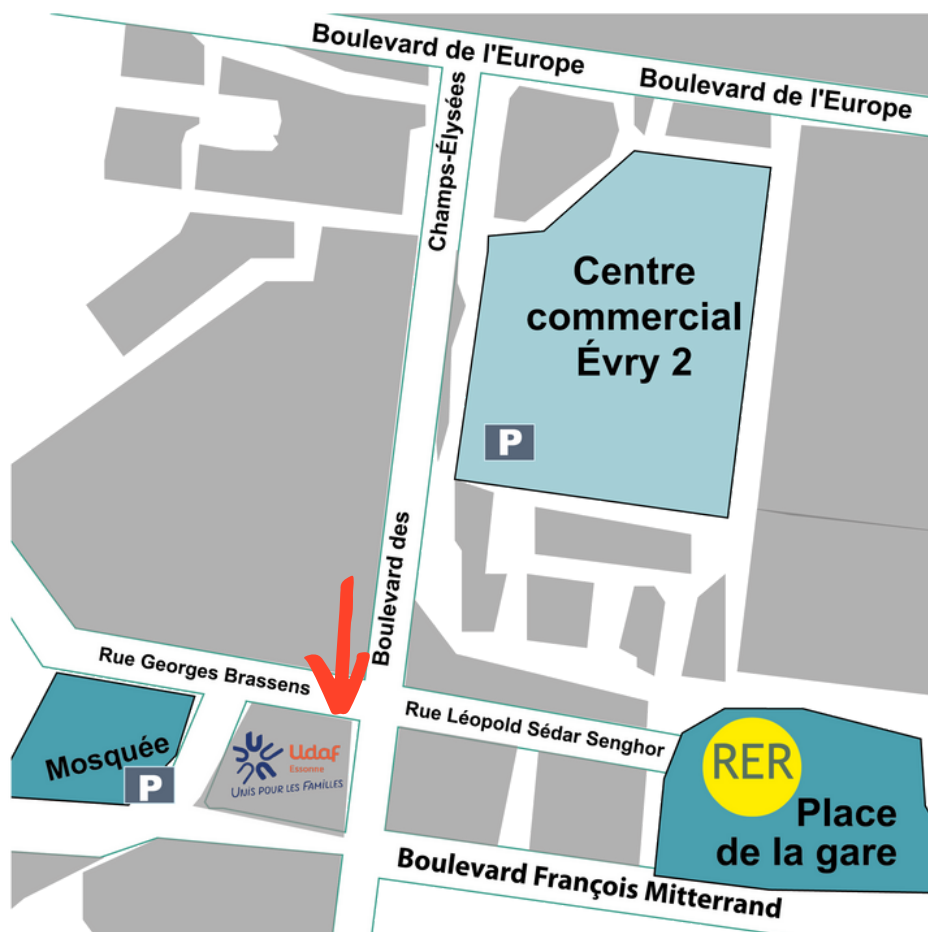 Boulevard de l'Europe
Boulevard de l'Europe
Boulevard des Champs-Élysées
Centre
commercial
Évry 2
P
Rue Georges Brassens
Rue Léopold Sédar Senghor
Mosquée
P
Udaf
Essonne
UNIS POUR LES FAMILLES
RER
Place
de la gare
Boulevard François Mitterrand